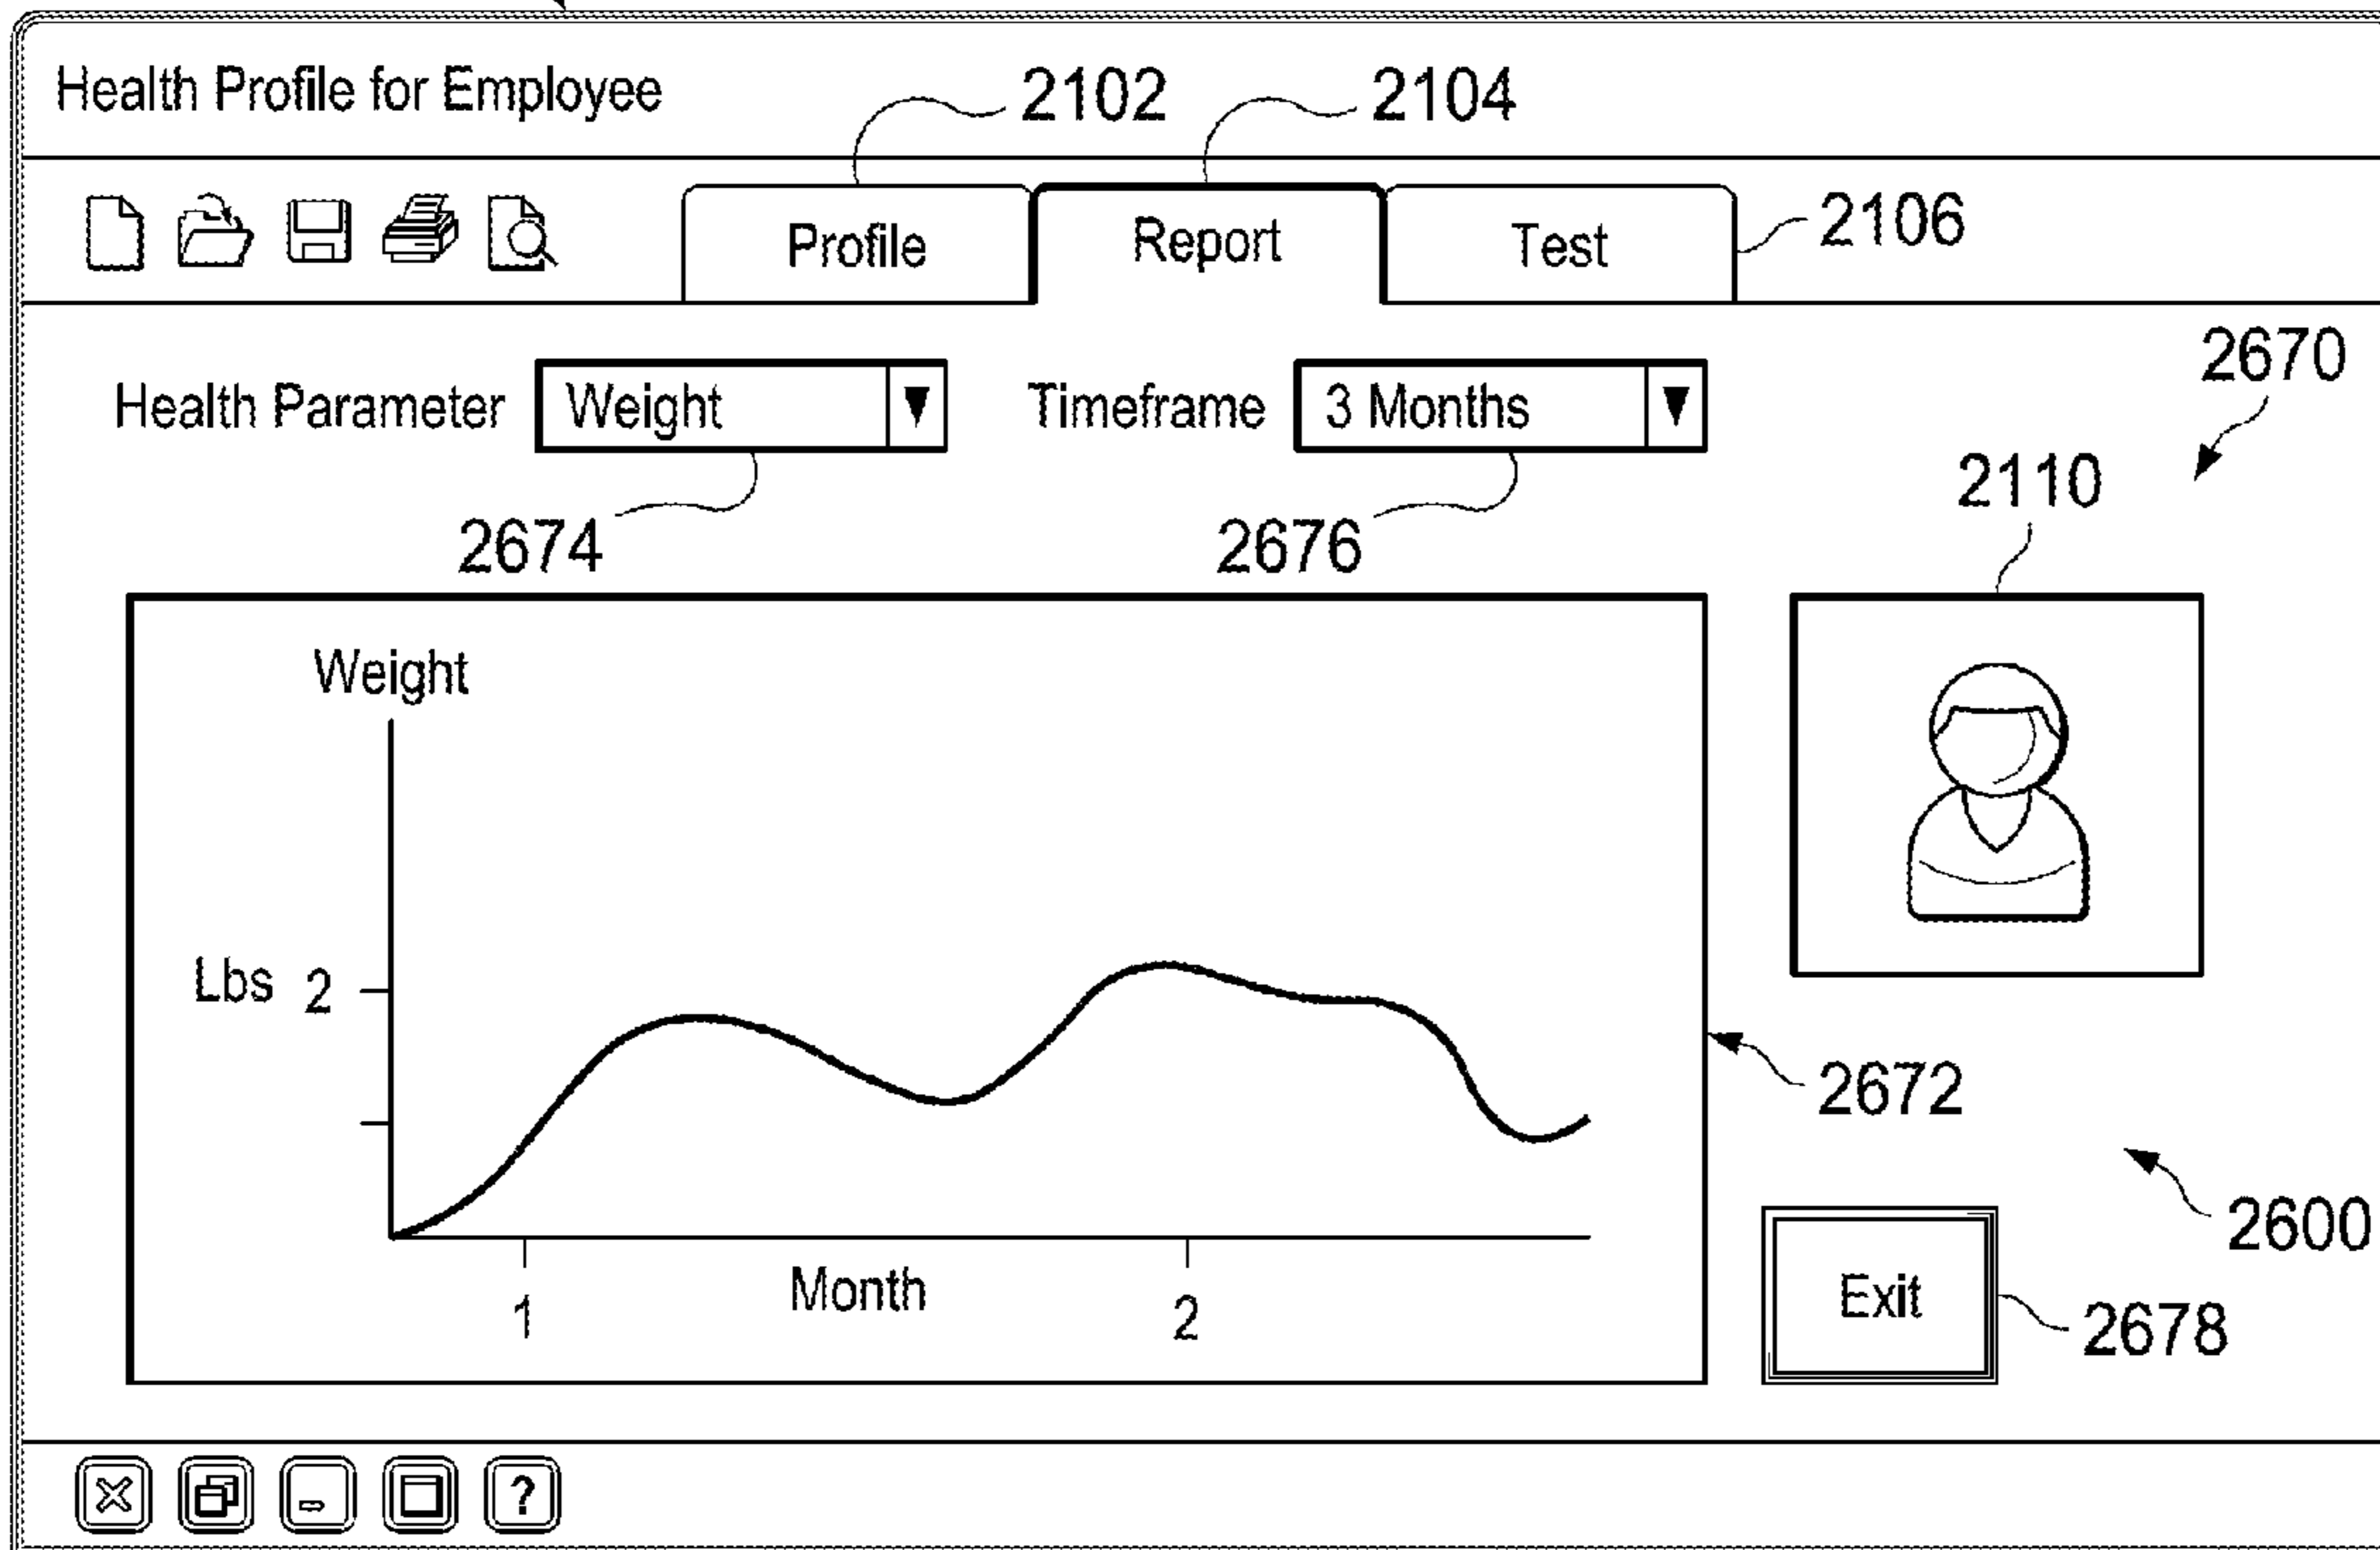 Health Profile for Employee
2102
2104
Profile
Report
Test
2106
Health Parameter
Weight
Timeframe
3 Months
2670
2674
2676
2110
Weight
Lbs 2
2672
1
Month
2
2600
Exit
2678
?